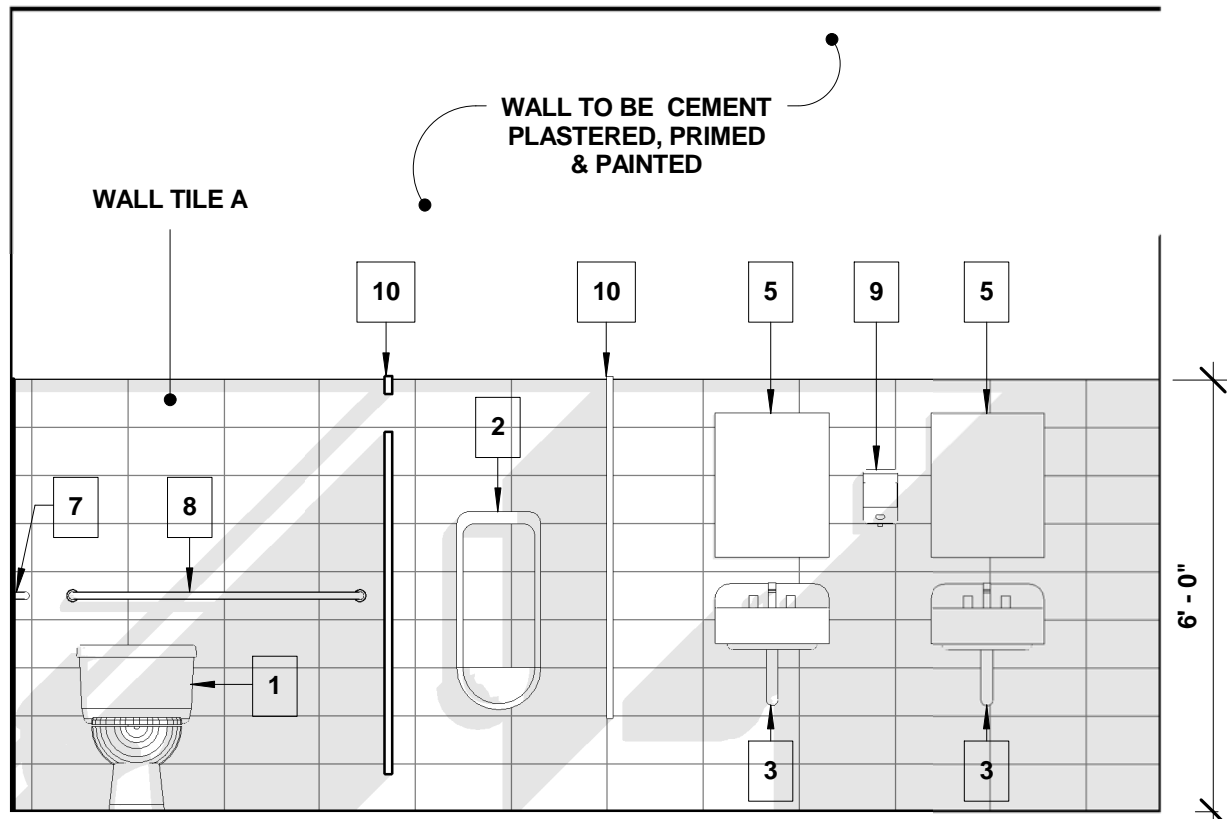 WALL TO BE CEMENT
PLASTERED, PRIMED
& PAINTED
WALL TILE A
10
10
5
9
5
2
7
8
6' - 0"
1
3
3